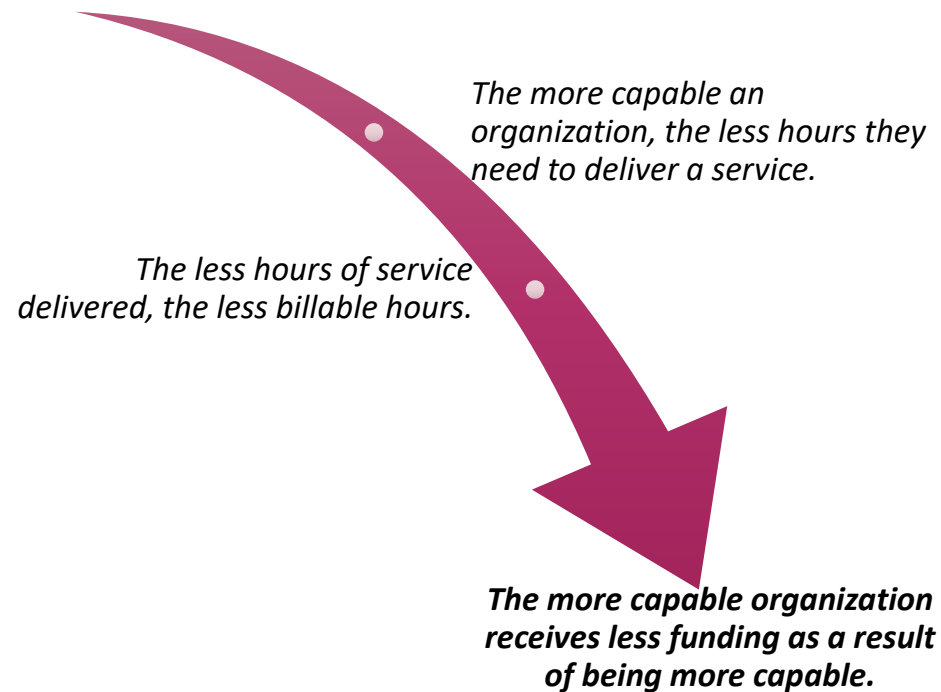 The more capable an
organization, the less hours they
need to deliver a service.
The less hours of service
delivered, the less billable hours.
The more capable organization
receives less funding as a result
of being more capable.